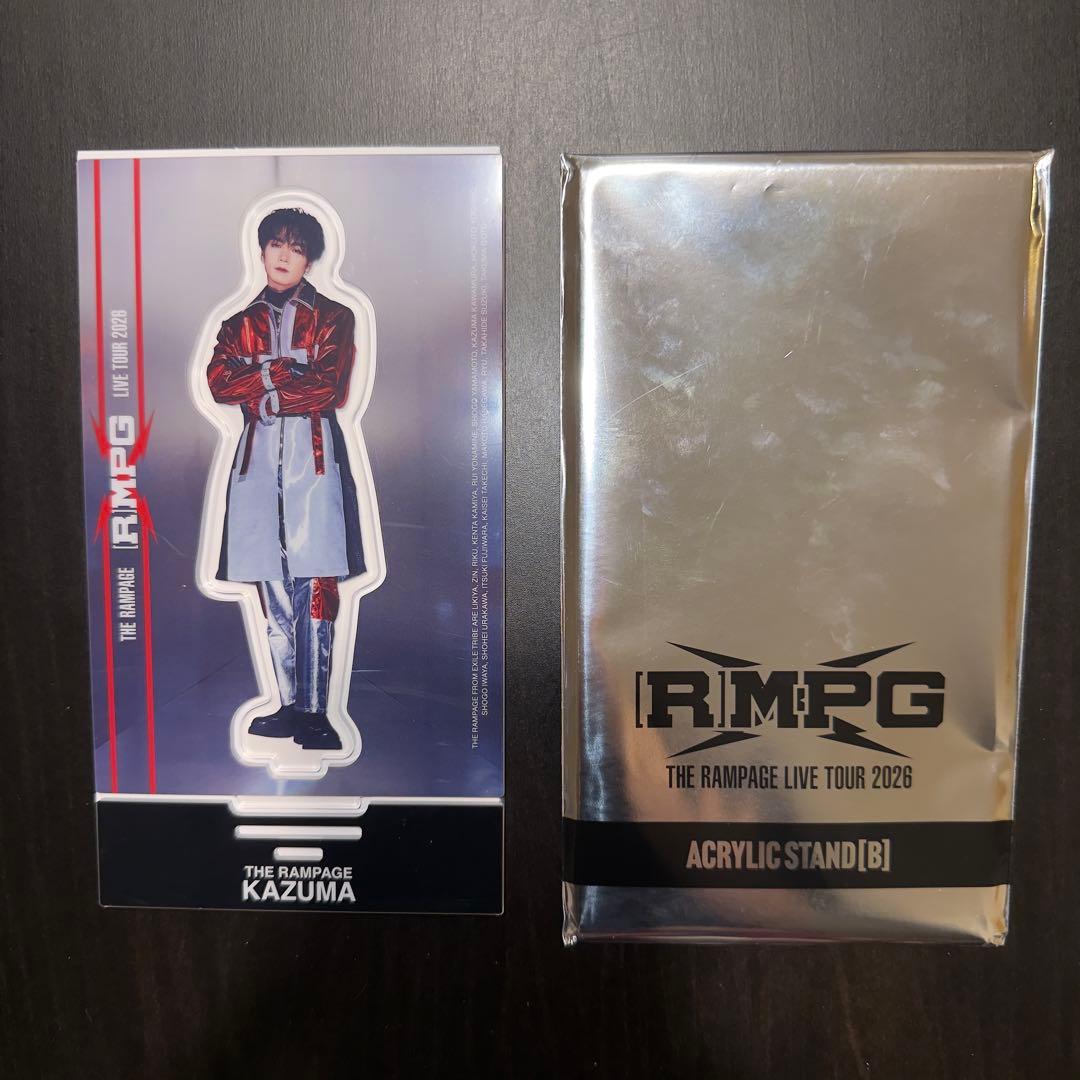 THE RAMPAGE [R]MPG LIVE TOUR 2026
THE RAMPAGE FROM EXILE TRIBE ARE LIKIYA, ZIN, RIKU, KENTA KAMIYA, RUI YONAMINE, SHOGO YAMAMOTO, KAZUMA KAWAMURA, HOKUTO
SHOGO IWAYA, SHOHEI URAKAWA, ITSUKI FUJIWARA, KAISEI TAKECHI, MAKOTO HASEGAWA, RYU, TAKAHIDE SUZUKI,
THE RAMPAGE
KAZUMA
[R]MPG
THE RAMPAGE LIVE TOUR 2026
ACRYLIC STAND[B]